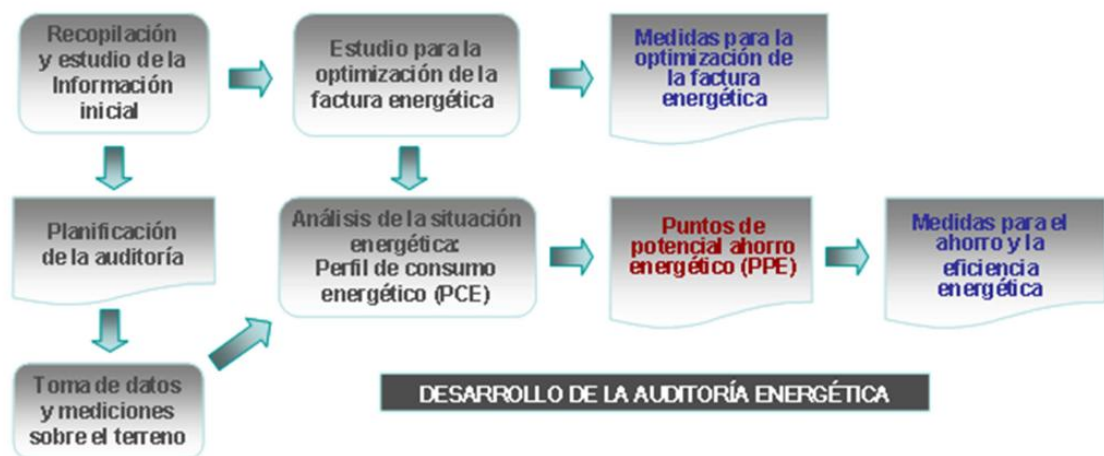 Recopilación
y estudio de la
Información
inicial
Estudio para la
optimización de la
factura energética
Medidas para la
optimización de
la factura
energética
Planificación
de la auditoría
Análisis de la situación
energética:
Perfil de consumo
energético (PCE)
Puntos de
potencial ahorro
energético (PPE)
Medidas para el
ahorro y la
eficiencia
energética
Toma de datos
y mediciones
sobre el terreno
DESARROLLO DE LA AUDITORÍA ENERGÉTICA